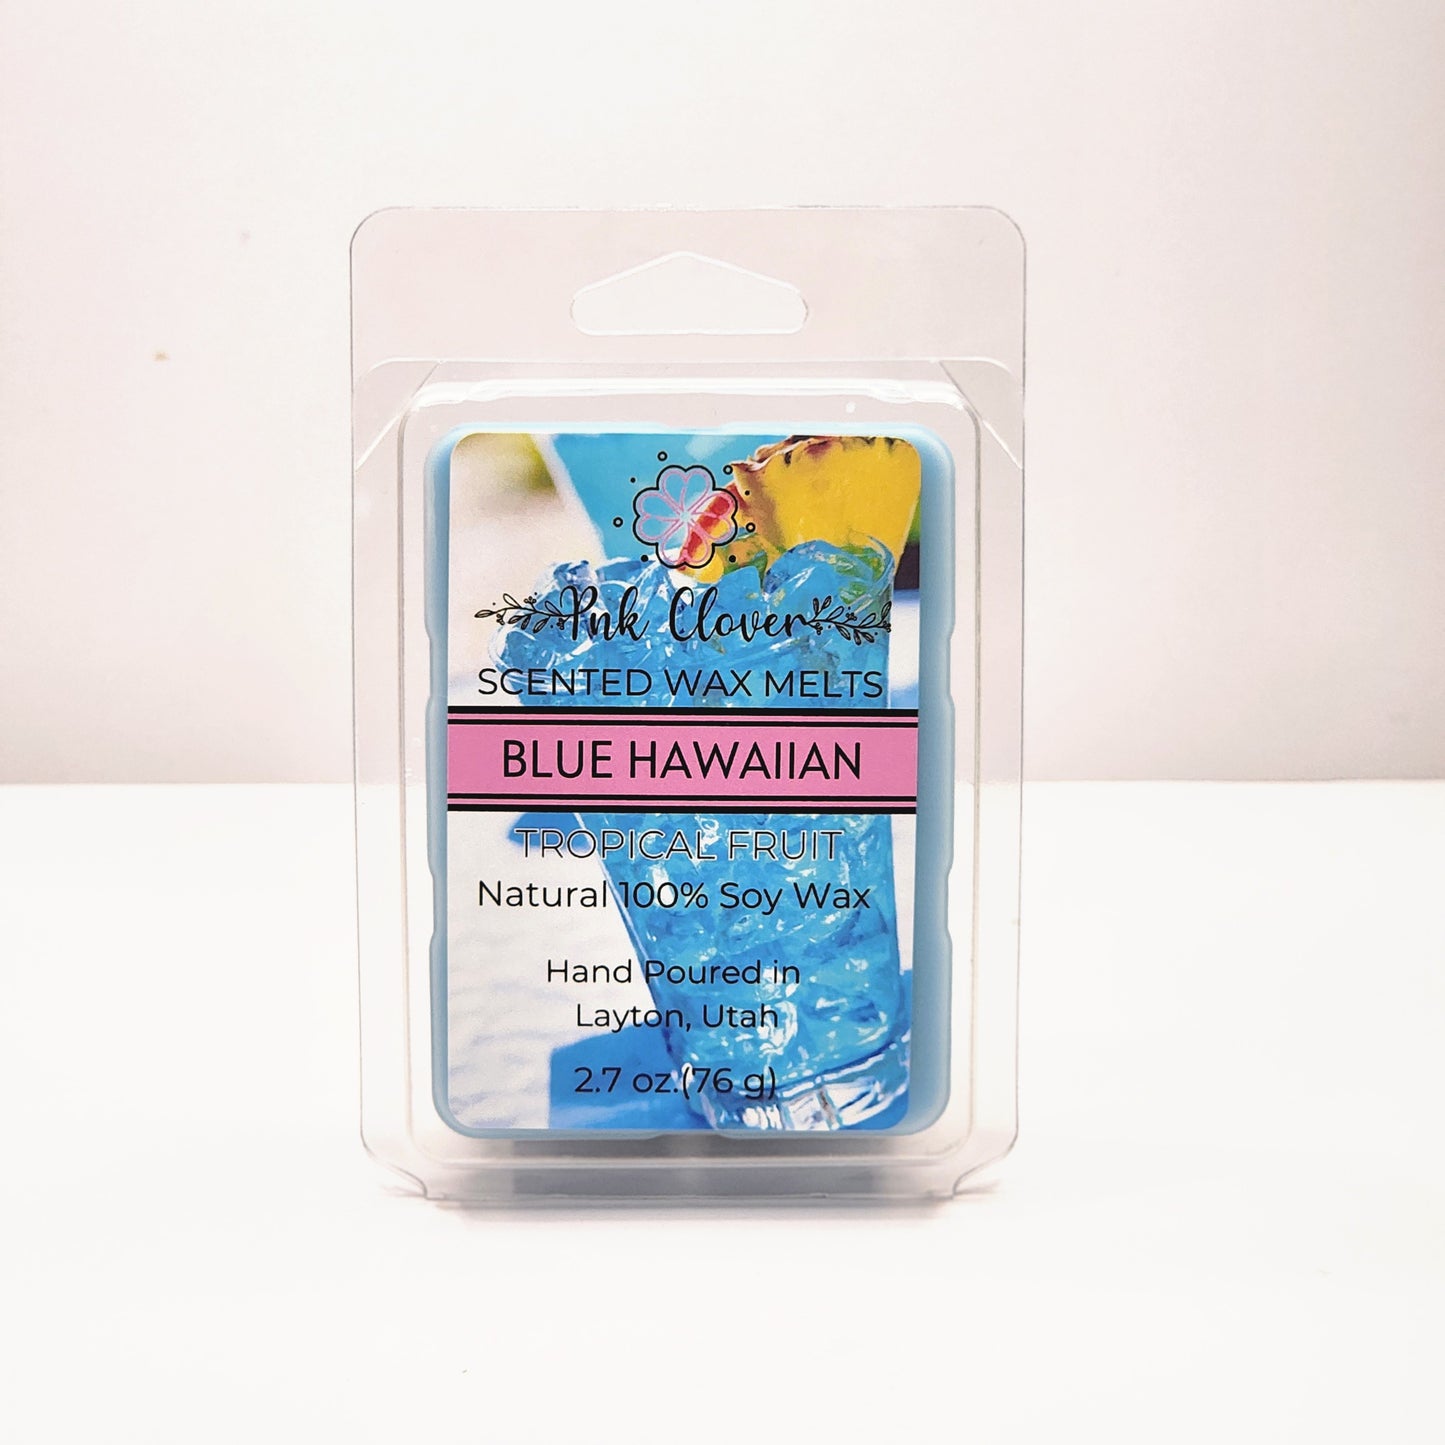 Pnk Clover
SCENTED WAX MELTS
BLUE HAWAIIAN
TROPICAL FRUIT
Natural 100% Soy Wax
Hand Poured in
Layton, Utah
2.7 oz.(76 g)